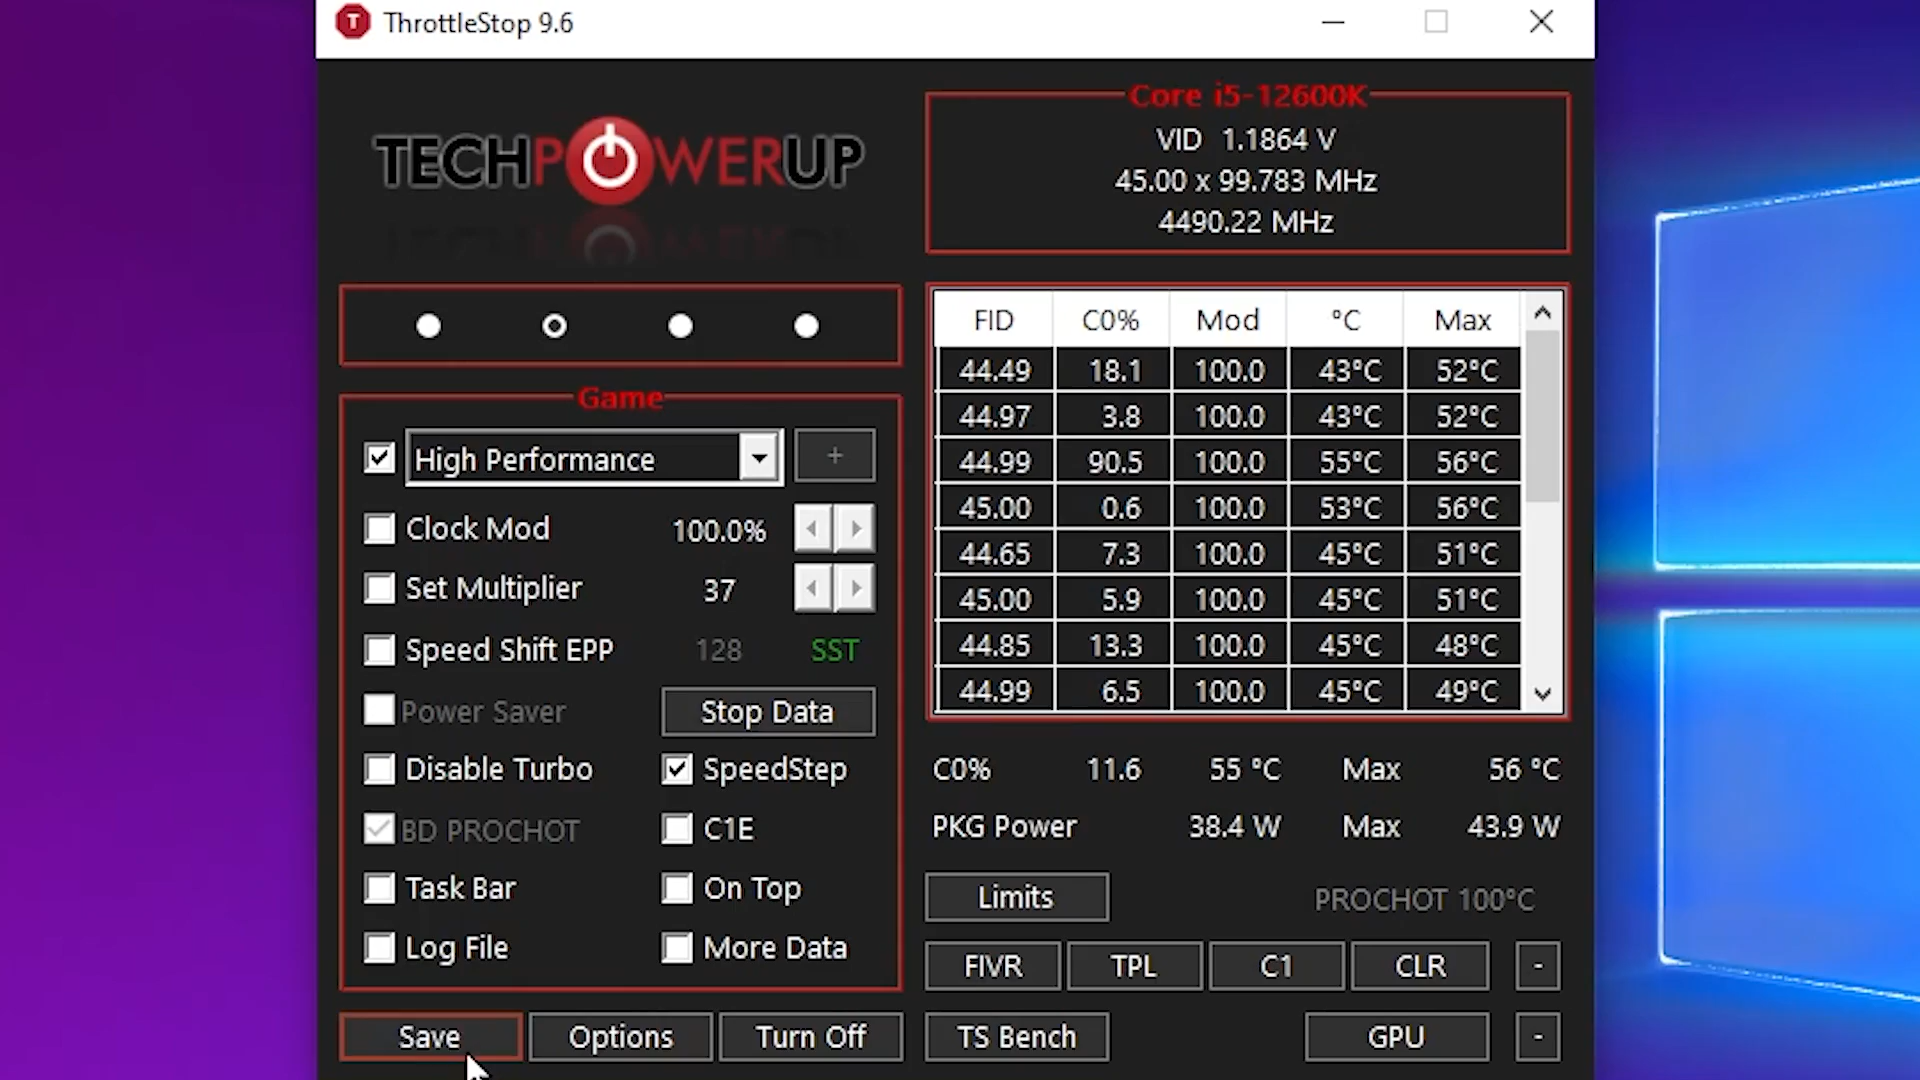 T ThrottleStop 9.6
TECHPOWERUP
Core i5-12600K
VID 1.1864 V
45.00 x 99.783 MHz
4490.22 MHz
Game
High Performance +
Clock Mod 100.0%
Set Multiplier 37
Speed Shift EPP 128 SST
Power Saver Stop Data
Disable Turbo SpeedStep
BD PROCHOT C1E
Task Bar On Top
Log File More Data
Save Options Turn Off
FID C0% Mod °C Max
44.49 18.1 100.0 43°C 52°C
44.97 3.8 100.0 43°C 52°C
44.99 90.5 100.0 55°C 56°C
45.00 0.6 100.0 53°C 56°C
44.65 7.3 100.0 45°C 51°C
45.00 5.9 100.0 45°C 51°C
44.85 13.3 100.0 45°C 48°C
44.99 6.5 100.0 45°C 49°C
C0% 11.6 55 °C Max 56 °C
PKG Power 38.4 W Max 43.9 W
Limits PROCHOT 100°C
FIVR TPL C1 CLR -
TS Bench GPU -